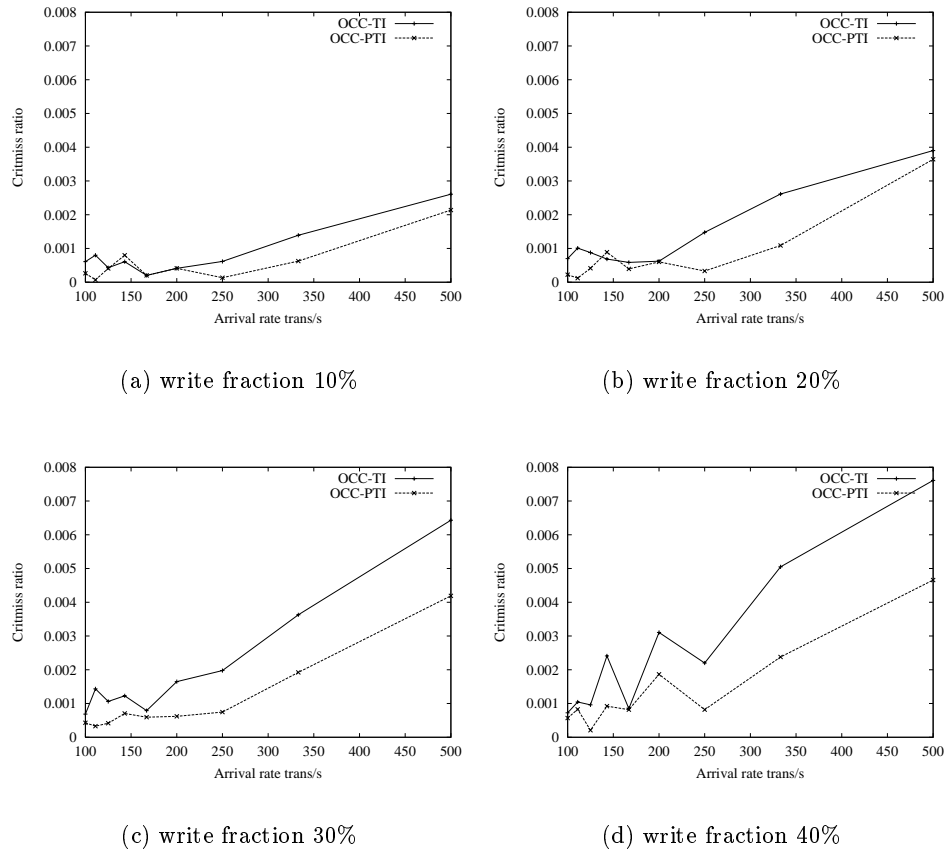 0.008
0.007
0.006
0.005
0.004
0.003
0.002
0.001
0
Critmiss ratio
OCC-TI
OCC-PTI
100 150 200 250 300 350 400 450 500
Arrival rate trans/s
(a) write fraction 10%
0.008
0.007
0.006
0.005
0.004
0.003
0.002
0.001
0
Critmiss ratio
OCC-TI
OCC-PTI
100 150 200 250 300 350 400 450 500
Arrival rate trans/s
(b) write fraction 20%
0.008
0.007
0.006
0.005
0.004
0.003
0.002
0.001
0
Critmiss ratio
OCC-TI
OCC-PTI
100 150 200 250 300 350 400 450 500
Arrival rate trans/s
(c) write fraction 30%
0.008
0.007
0.006
0.005
0.004
0.003
0.002
0.001
0
Critmiss ratio
OCC-TI
OCC-PTI
100 150 200 250 300 350 400 450 500
Arrival rate trans/s
(d) write fraction 40%